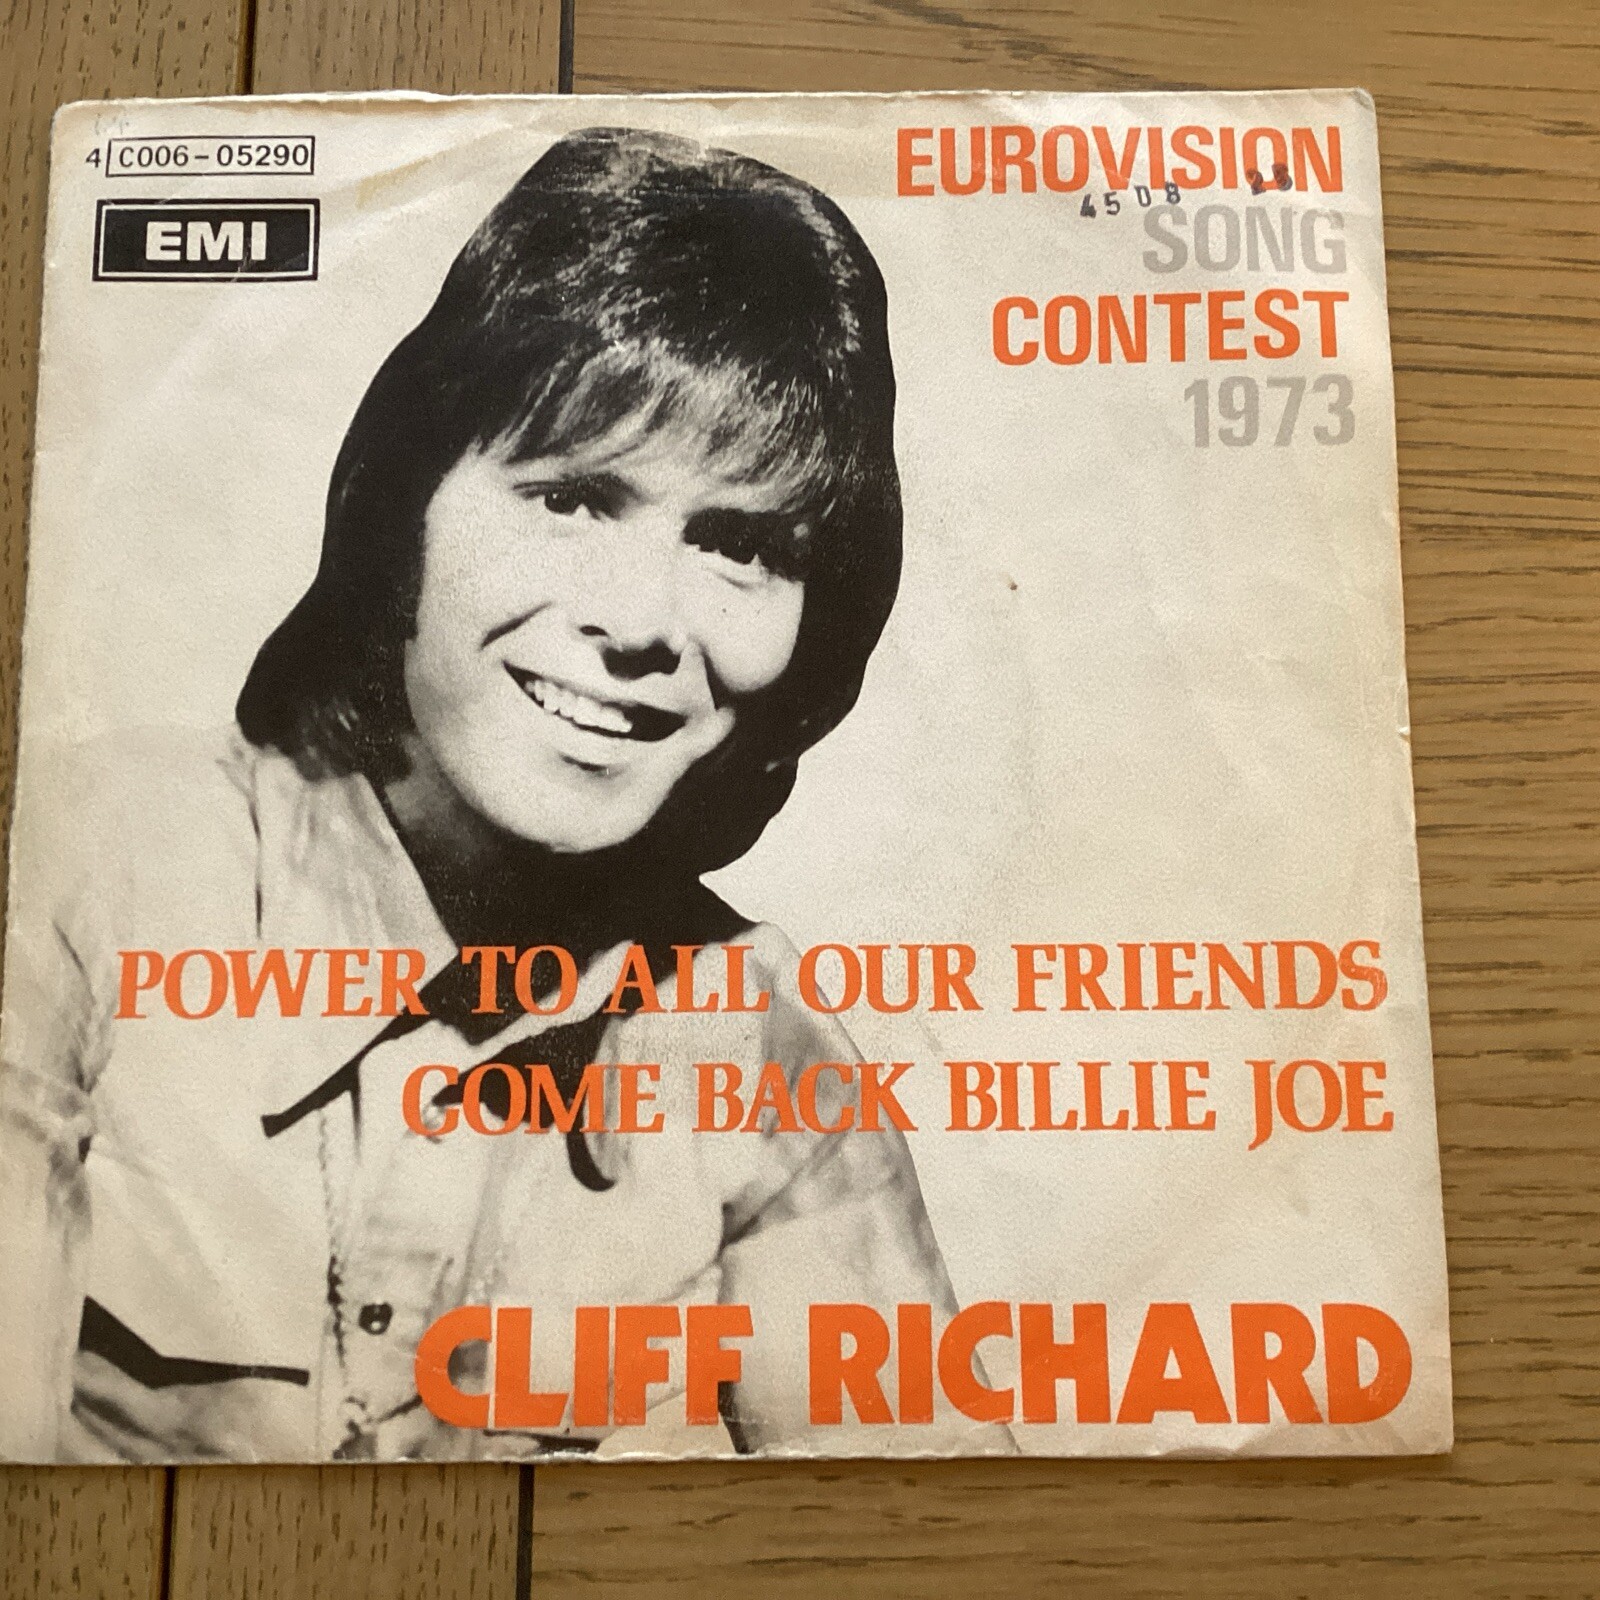 4 C006-05290
EMI
EUROVISION
4508 28
SONG
CONTEST
1973
POWER TO ALL OUR FRIENDS
COME BACK BILLIE JOE
CLIFF RICHARD